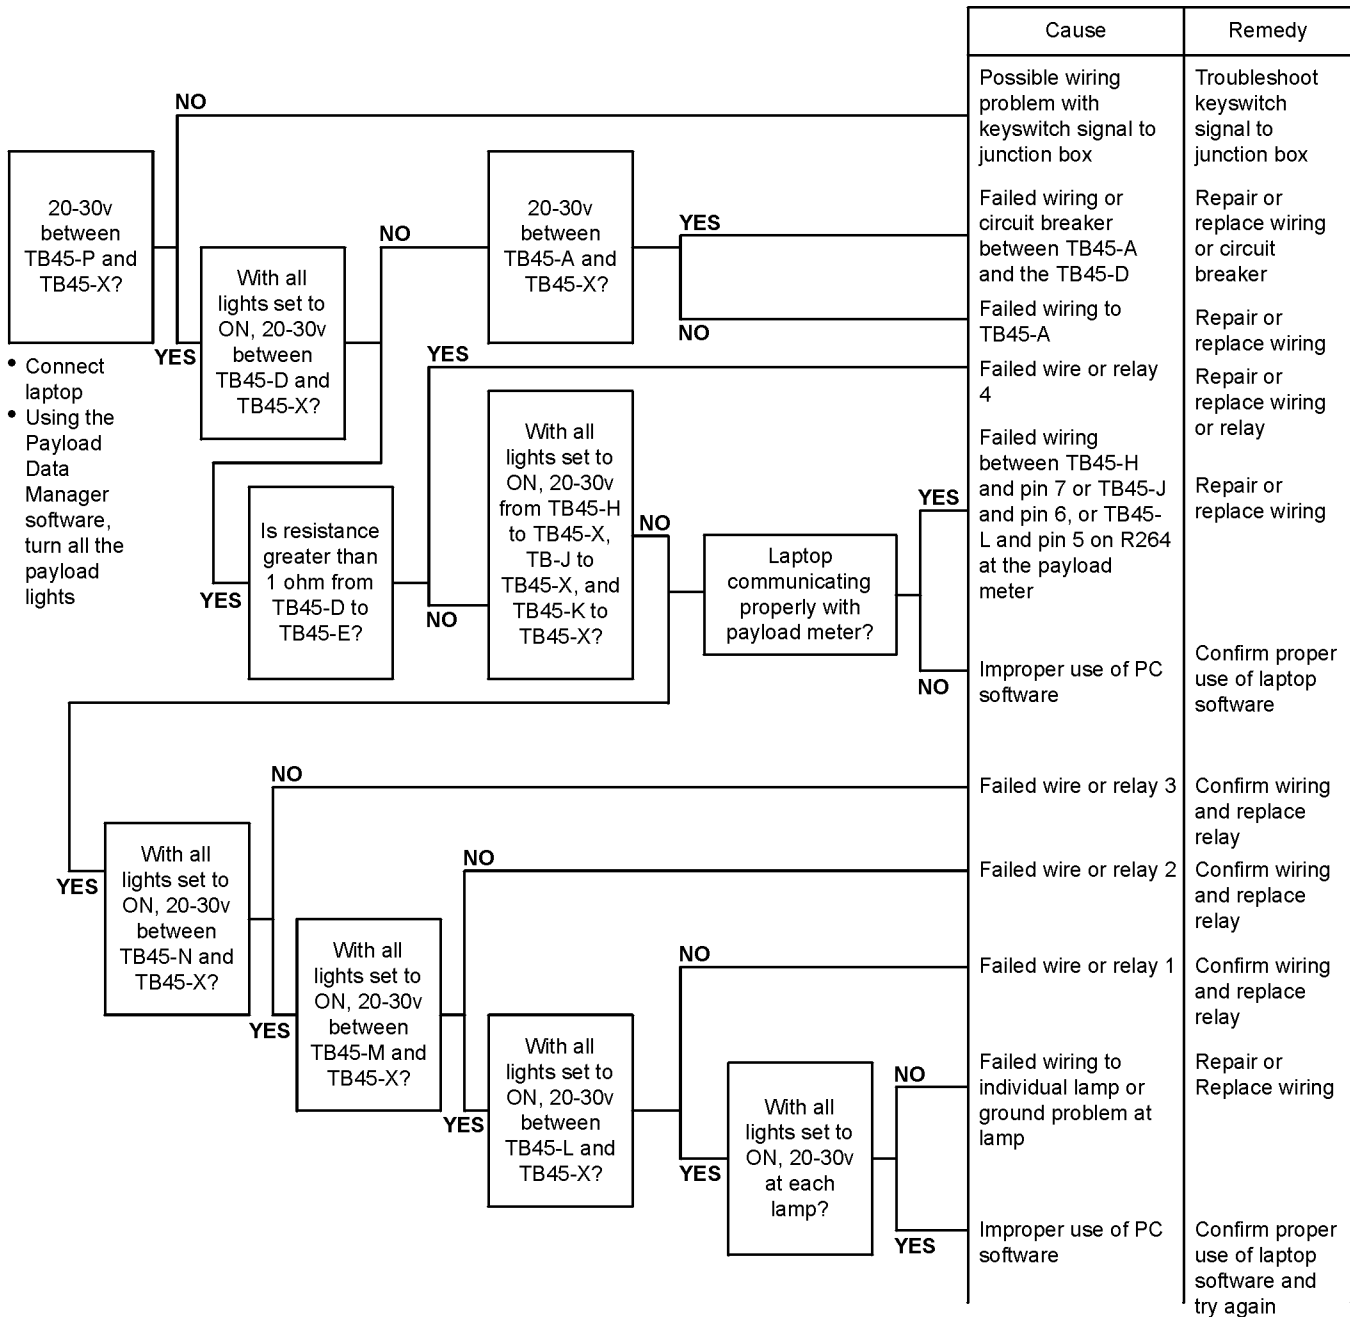 Cause
Remedy
NO
Possible wiring
problem with
keyswitch signal to
junction box
Troubleshoot
keyswitch
signal to
junction box
20-30v
between
TB45-P and
TB45-X?
YES
• Connect
laptop
• Using the
Payload
Data
Manager
software,
turn all the
payload
lights
With all
lights set to
ON, 20-30v
between
TB45-D and
TB45-X?
NO
20-30v
between
TB45-A and
TB45-X?
YES
Failed wiring or
circuit breaker
between TB45-A
and the TB45-D
Repair or
replace wiring
or circuit
breaker
NO
Failed wiring to
TB45-A
Repair or
replace wiring
YES
Is resistance
greater than
1 ohm from
TB45-D to
TB45-E?
YES
Failed wire or relay
4
Repair or
replace wiring
or relay
NO
With all
lights set to
ON, 20-30v
from TB45-H
to TB45-X,
TB-J to
TB45-X, and
TB45-K to
TB45-X?
NO
Laptop
communicating
properly with
payload meter?
YES
Failed wiring
between TB45-H
and pin 7 or TB45-J
and pin 6, or TB45-
L and pin 5 on R264
at the payload
meter
Repair or
replace wiring
NO
Improper use of PC
software
Confirm proper
use of laptop
software
YES
With all
lights set to
ON, 20-30v
between
TB45-N and
TB45-X?
NO
Failed wire or relay 3
Confirm wiring
and replace
relay
YES
With all
lights set to
ON, 20-30v
between
TB45-M and
TB45-X?
NO
Failed wire or relay 2
Confirm wiring
and replace
relay
YES
With all
lights set to
ON, 20-30v
between
TB45-L and
TB45-X?
NO
Failed wire or relay 1
Confirm wiring
and replace
relay
YES
With all
lights set to
ON, 20-30v
at each
lamp?
NO
Failed wiring to
individual lamp or
ground problem at
lamp
Repair or
Replace wiring
YES
Improper use of PC
software
Confirm proper
use of laptop
software and
try again